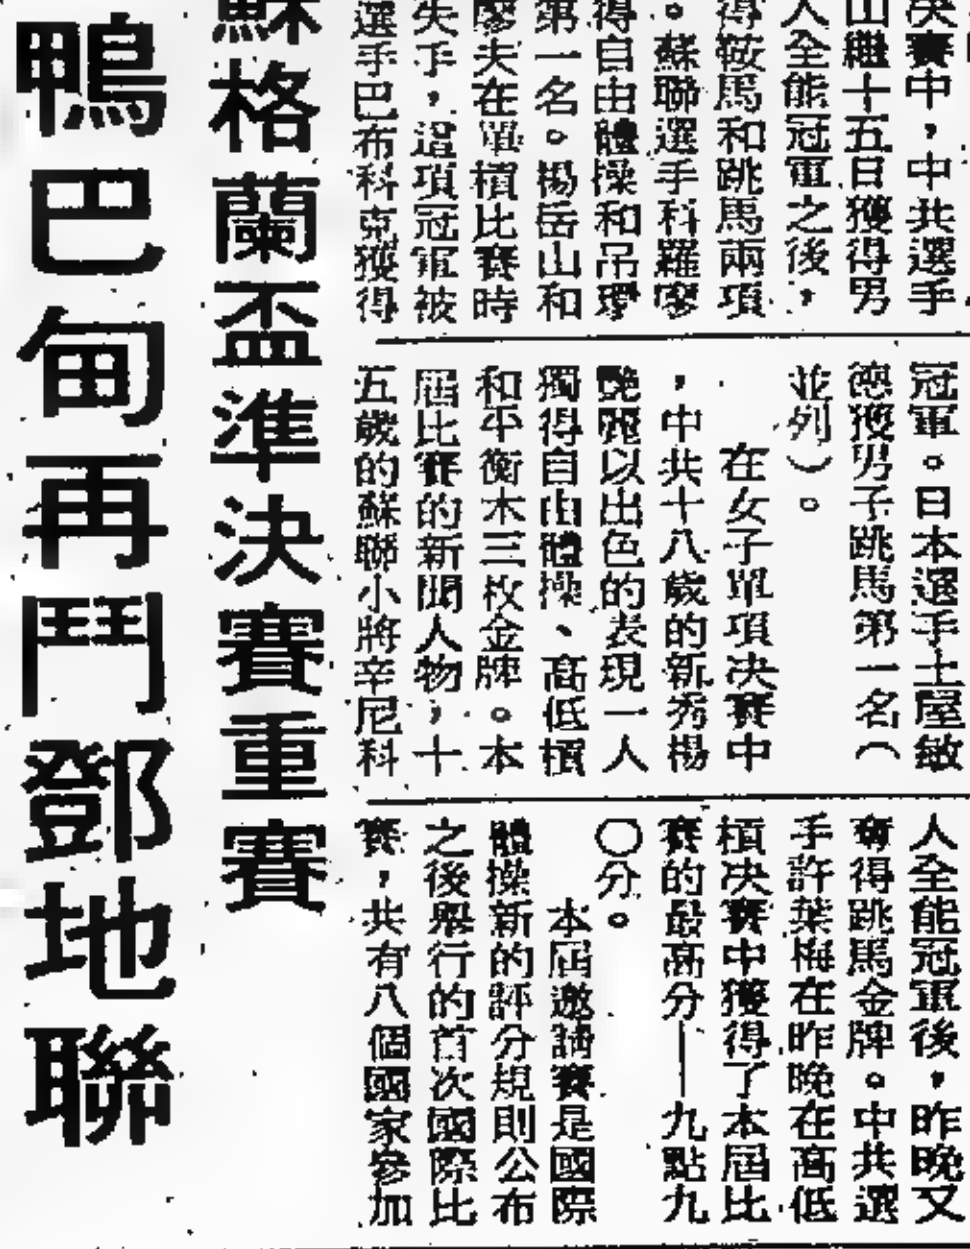 决賽中，中共選手
山繼十五日獲得男
人全能冠軍之後，
得鞍馬和跳馬兩項
。蘇聯選手科羅廖
得自由體操和吊環
第一名。楊岳山和
廖夫在單槓比賽時
失手，這項冠軍被
選手巴布科克獲得
冠軍。日本選手土屋敏
德獲男子跳馬第一名（
並列）。
在女子單項决賽中
，中共十八歲的新秀楊
艷麗以出色的表現一人
獨得自由體操、高低槓
和平衡木三枚金牌。本
屆比賽的新聞人物，十
五歲的蘇聯小將辛尼科
人全能冠軍後，昨晚又
奪得跳馬金牌。中共選
手許葉梅在昨晚在高低
槓决賽中獲得了本屆比
賽的最高分——九點九
〇分。
本屆邀請賽是國際
體操新的評分規則公布
之後舉行的首次國際比
賽，共有八個國家參加
蘇格蘭盃準決賽重賽
鴨巴甸再鬥鄧地聯